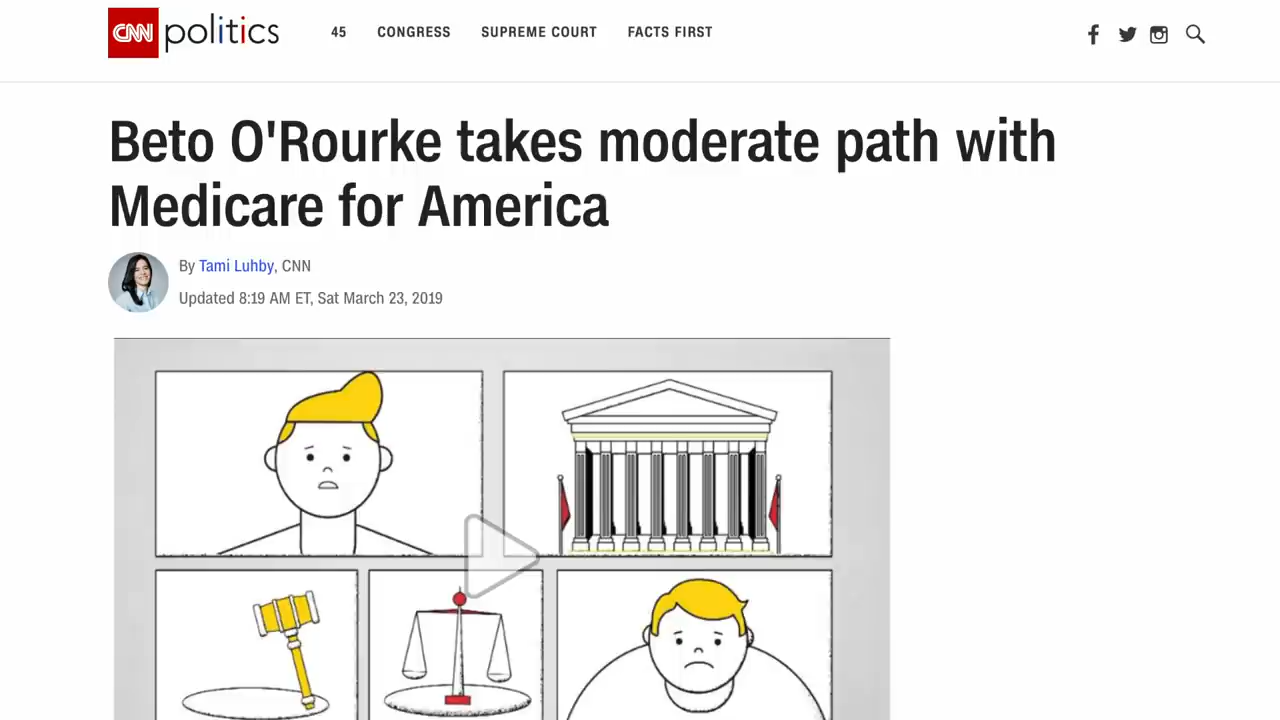 CNN politics 45 CONGRESS SUPREME COURT FACTS FIRST
Beto O'Rourke takes moderate path with
Medicare for America
By Tami Luhby, CNN
Updated 8:19 AM ET, Sat March 23, 2019